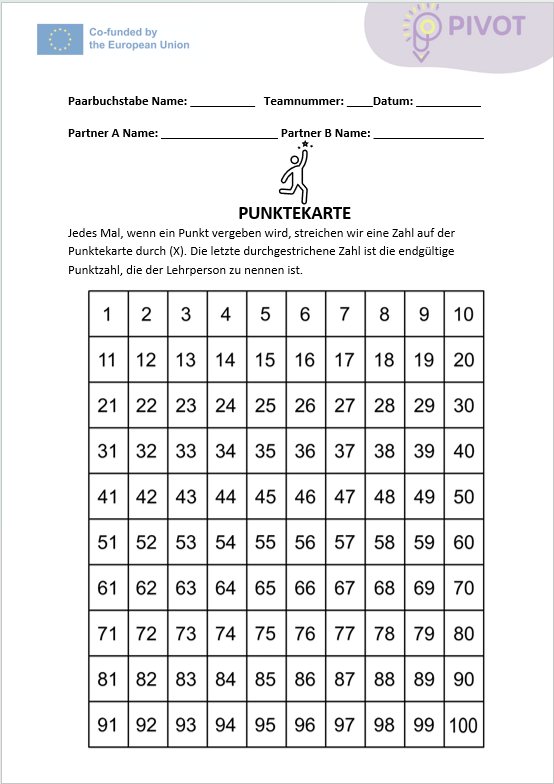 Co-funded by
the European Union
PIVOT
Paarbuchstabe Name: __________ Teamnummer: ____Datum: __________
Partner A Name: __________________ Partner B Name: _________________
PUNKTEKARTE
Jedes Mal, wenn ein Punkt vergeben wird, streichen wir eine Zahl auf der
Punktekarte durch (X). Die letzte durchgestrichene Zahl ist die endgültige
Punktzahl, die der Lehrperson zu nennen ist.
1 2 3 4 5 6 7 8 9 10
11 12 13 14 15 16 17 18 19 20
21 22 23 24 25 26 27 28 29 30
31 32 33 34 35 36 37 38 39 40
41 42 43 44 45 46 47 48 49 50
51 52 53 54 55 56 57 58 59 60
61 62 63 64 65 66 67 68 69 70
71 72 73 74 75 76 77 78 79 80
81 82 83 84 85 86 87 88 89 90
91 92 93 94 95 96 97 98 99 100